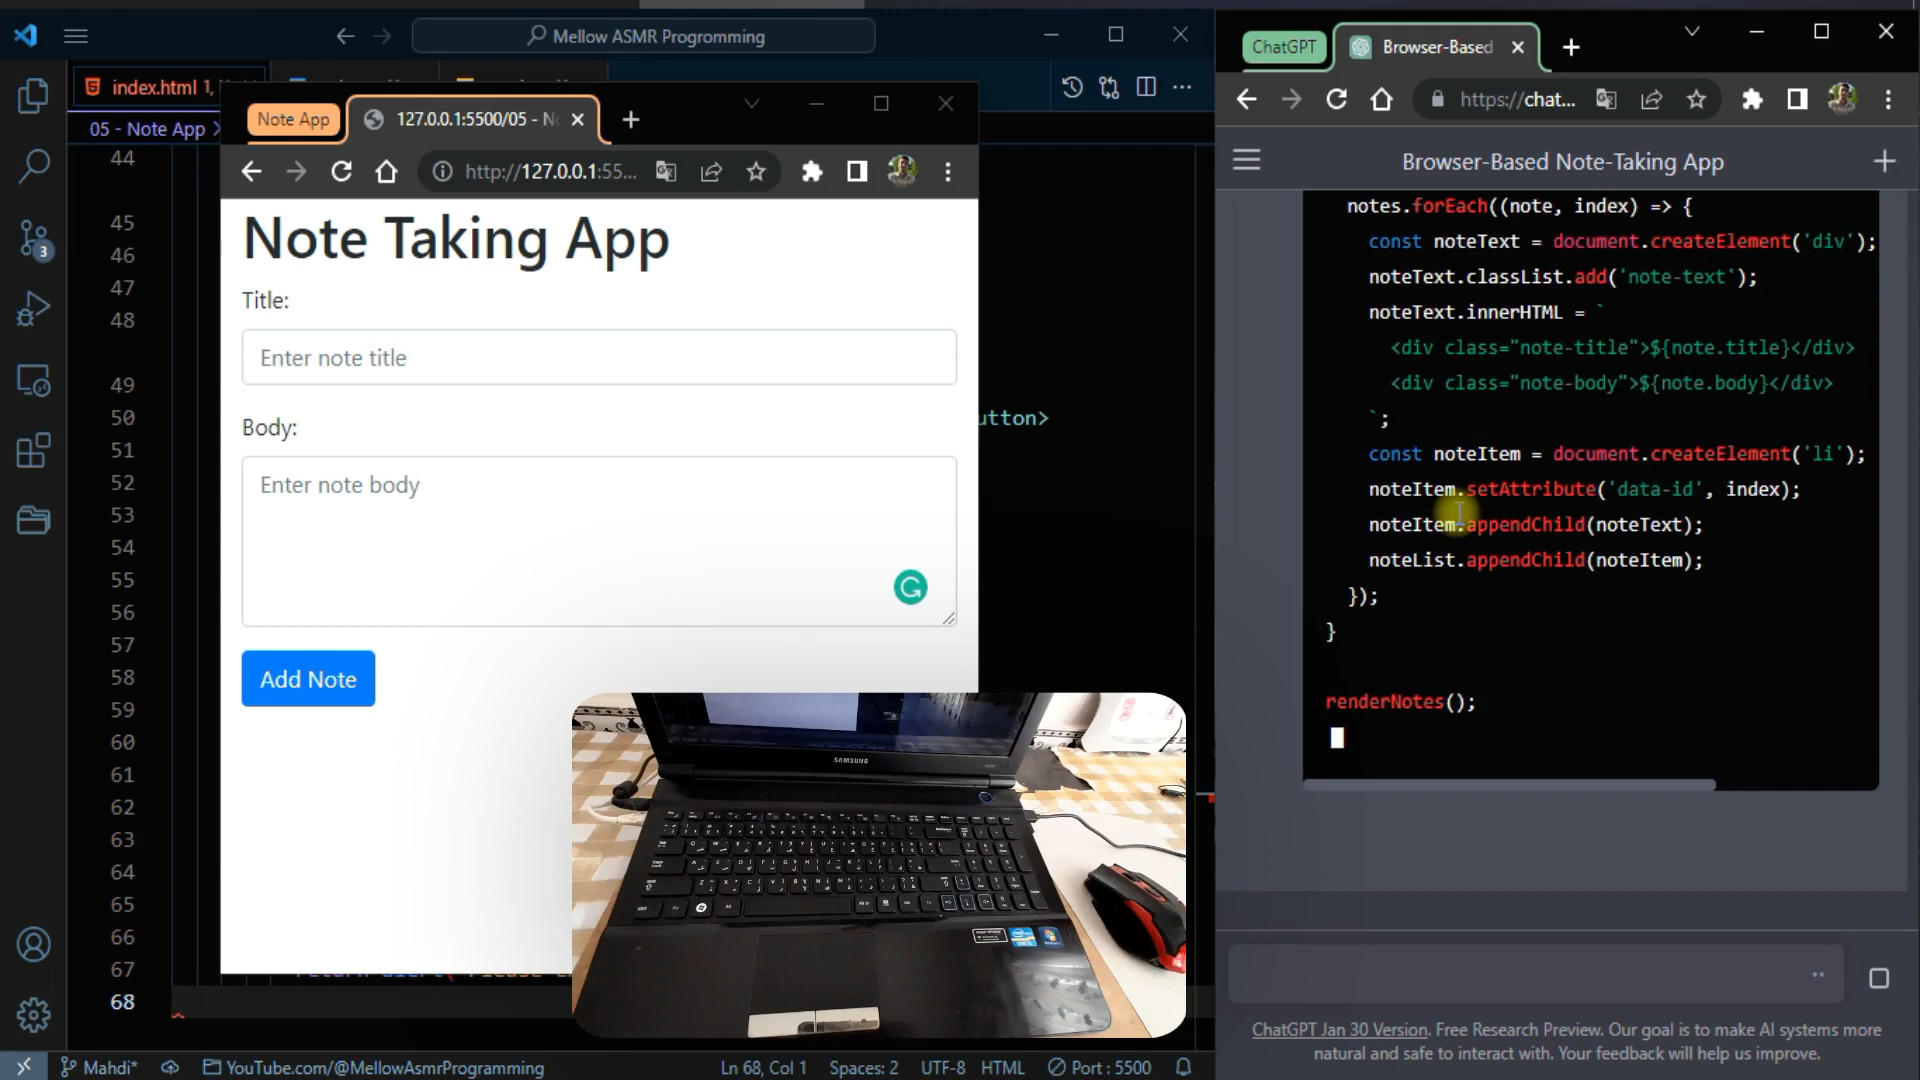 Mellow ASMR Progromming
index.html 1,
05 - Note App
44
45
46
47
48
49
50
51
52
53
54
55
56
57
58
59
60
61
62
63
64
65
66
67
68
utton>
Note App
127.0.0.1:5500/05 - N
http://127.0.0.1:55...
Note Taking App
Title:
Enter note title
Body:
Enter note body
Add Note
SAMSUNG
3
Mahdi*
YouTube.com/@MellowAsmrProgramming
Ln 68, Col 1
Spaces: 2
UTF-8
HTML
Port : 5500
ChatGPT
Browser-Based
https://chat...
Browser-Based Note-Taking App
notes.forEach((note, index) => {
const noteText = document.createElement('div');
noteText.classList.add('note-text');
noteText.innerHTML = `
<div class="note-title">${note.title}</div>
<div class="note-body">${note.body}</div>
`;
const noteItem = document.createElement('li');
noteItem.setAttribute('data-id', index);
noteItem.appendChild(noteText);
noteList.appendChild(noteItem);
});
}
renderNotes();
ChatGPT Jan 30 Version. Free Research Preview. Our goal is to make AI systems more
natural and safe to interact with. Your feedback will help us improve.